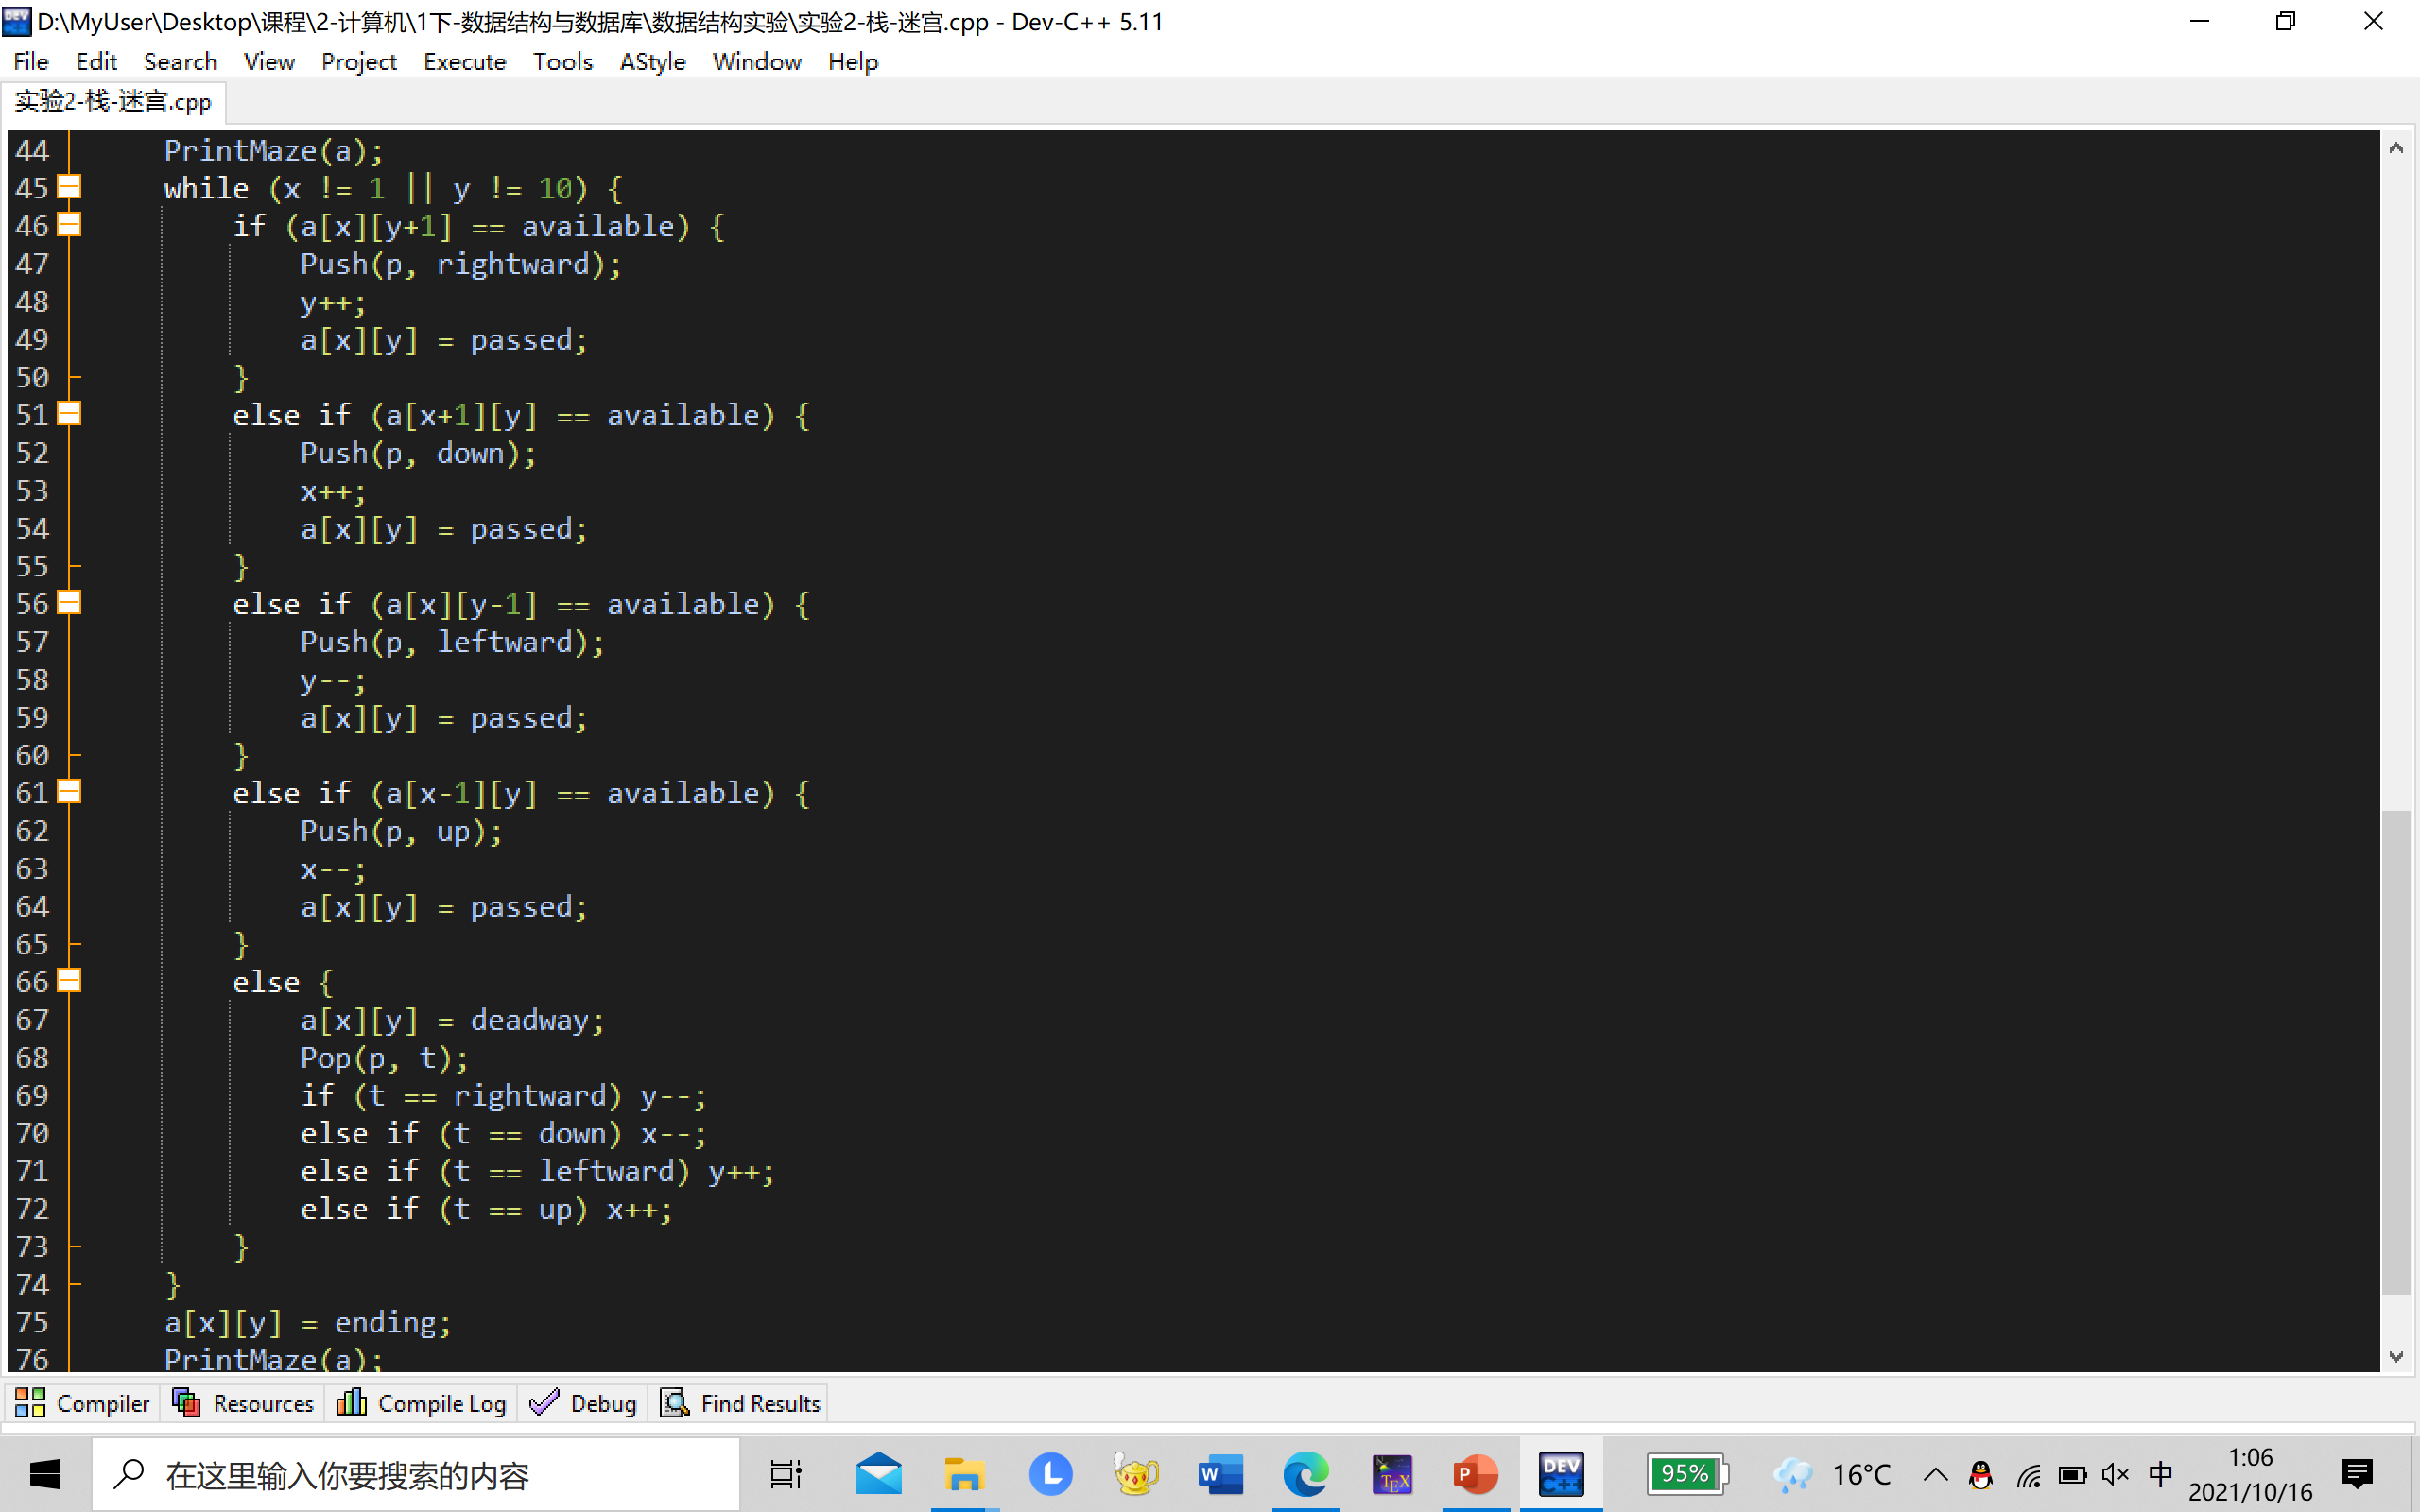 D:\MyUser\Desktop\课程\2-计算机\1下-数据结构与数据库\数据结构实验\实验2-栈-迷宫.cpp - Dev-C++ 5.11
File Edit Search View Project Execute Tools AStyle Window Help
实验2-栈-迷宫.cpp
44 PrintMaze(a);
45 while (x != 1 || y != 10) {
46 if (a[x][y+1] == available) {
47 Push(p, rightward);
48 y++;
49 a[x][y] = passed;
50 }
51 else if (a[x+1][y] == available) {
52 Push(p, down);
53 x++;
54 a[x][y] = passed;
55 }
56 else if (a[x][y-1] == available) {
57 Push(p, leftward);
58 y--;
59 a[x][y] = passed;
60 }
61 else if (a[x-1][y] == available) {
62 Push(p, up);
63 x--;
64 a[x][y] = passed;
65 }
66 else {
67 a[x][y] = deadway;
68 Pop(p, t);
69 if (t == rightward) y--;
70 else if (t == down) x--;
71 else if (t == leftward) y++;
72 else if (t == up) x++;
73 }
74 }
75 a[x][y] = ending;
76 PrintMaze(a);
Compiler Resources Compile Log Debug Find Results
在这里输入你要搜索的内容 L W TEX P DEV C++ 95% 16°C 中 1:06
2021/10/16